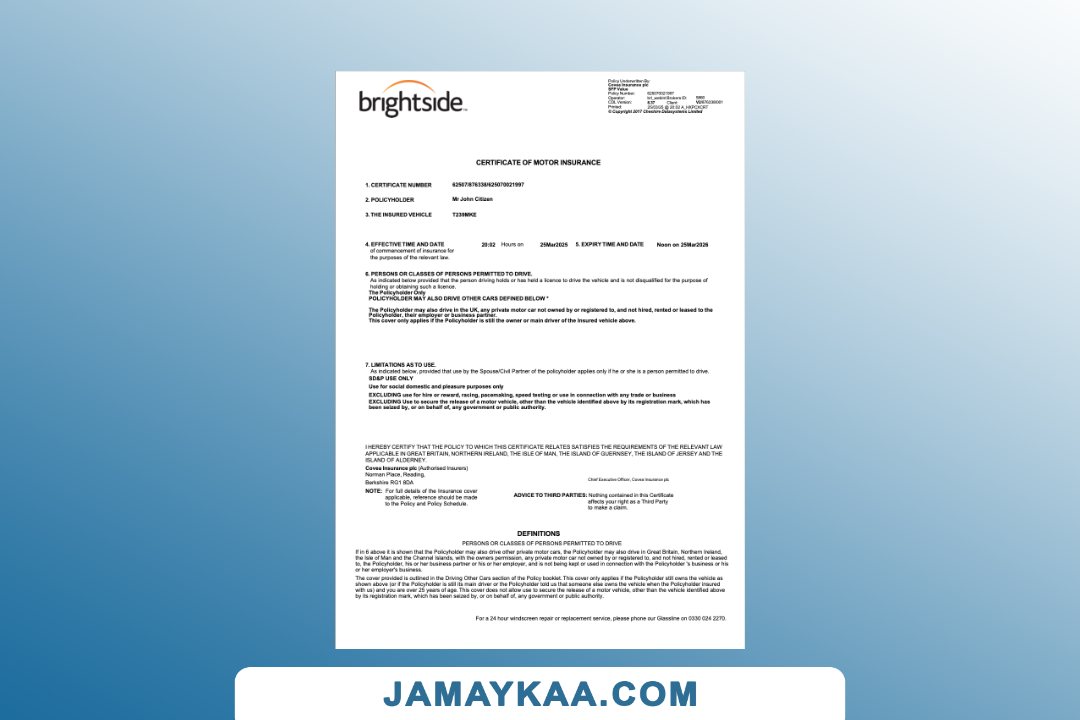 brightside
Policy Underwritten By
Covea Insurance plc
SFP Value
Policy Number:
Operator:
CDL Version: 8.37 Client:
Printed:
© Copyright 2017 Cheshire Datasystems Limited
CERTIFICATE OF MOTOR INSURANCE
1. CERTIFICATE NUMBER 62507/876336/625070021997
2. POLICYHOLDER Mr John Citizen
3. THE INSURED VEHICLE T239MKE
4. EFFECTIVE TIME AND DATE 20:02 Hours on 25Mar2025 5. EXPIRY TIME AND DATE Noon on 25Mar2026
of commencement of insurance for
the purposes of the relevant law.
6. PERSONS OR CLASSES OF PERSONS PERMITTED TO DRIVE.
As indicated below provided that the person driving holds or has held a licence to drive the vehicle and is not disqualified for the purpose of
holding or obtaining such a licence.
The Policyholder Only
POLICYHOLDER MAY ALSO DRIVE OTHER CARS DEFINED BELOW *
The Policyholder may also drive in the UK, any private motor car not owned by or registered to, and not hired, rented or leased to the
Policyholder, their employer or business partner.
This cover only applies if the Policyholder is still the owner or main driver of the insured vehicle above.
7. LIMITATIONS AS TO USE.
As indicated below, provided that use by the Spouse/Civil Partner of the policyholder applies only if he or she is a person permitted to drive.
SD&P USE ONLY
Use for social domestic and pleasure purposes only
EXCLUDING use for hire or reward, racing, pacemaking, speed testing or use in connection with any trade or business
EXCLUDING Use to secure the release of a motor vehicle, other than the vehicle identified above by its registration mark, which has
been seized by, or on behalf of, any government or public authority.
I HEREBY CERTIFY THAT THE POLICY TO WHICH THIS CERTIFICATE RELATES SATISFIES THE REQUIREMENTS OF THE RELEVANT LAW
APPLICABLE IN GREAT BRITAIN, NORTHERN IRELAND, THE ISLE OF MAN, THE ISLAND OF GUERNSEY, THE ISLAND OF JERSEY AND THE
ISLAND OF ALDERNEY.
Covea Insurance plc (Authorised Insurers)
Norman Place, Reading,
Berkshire RG1 8DA
Chief Executive Officer, Covea Insurance plc
NOTE: For full details of the insurance cover
applicable, reference should be made
to the Policy and Policy Schedule.
ADVICE TO THIRD PARTIES: Nothing contained in this Certificate
affects your right as a Third Party
to make a claim.
DEFINITIONS
PERSONS OR CLASSES OF PERSONS PERMITTED TO DRIVE
If in 6 above it is shown that the Policyholder may also drive other private motor cars, the Policyholder may also drive in Great Britain, Northern Ireland,
the Isle of Man and the Channel Islands, with the owners permission, any private motor car not owned by or registered to, and not hired, rented or leased
to, the Policyholder, his or her business partner or his or her employer, and is not being kept or used in connection with the Policyholder 's business or his
or her employer's business.
The cover provided is outlined in the Driving Other Cars section of the Policy booklet. This cover only applies if the Policyholder still owns the vehicle as
shown above (or if the Policyholder is still its main driver or the Policyholder told us that someone else owns the vehicle when the Policyholder insured
with us) and you are over 25 years of age. This cover does not allow use to secure the release of a motor vehicle, other than the vehicle identified above
by its registration mark, which has been seized by, or on behalf of, any government or public authority.
For a 24 hour windscreen repair or replacement service, please phone our Glassline on 0330 024 2270.
JAMAYKAA.COM